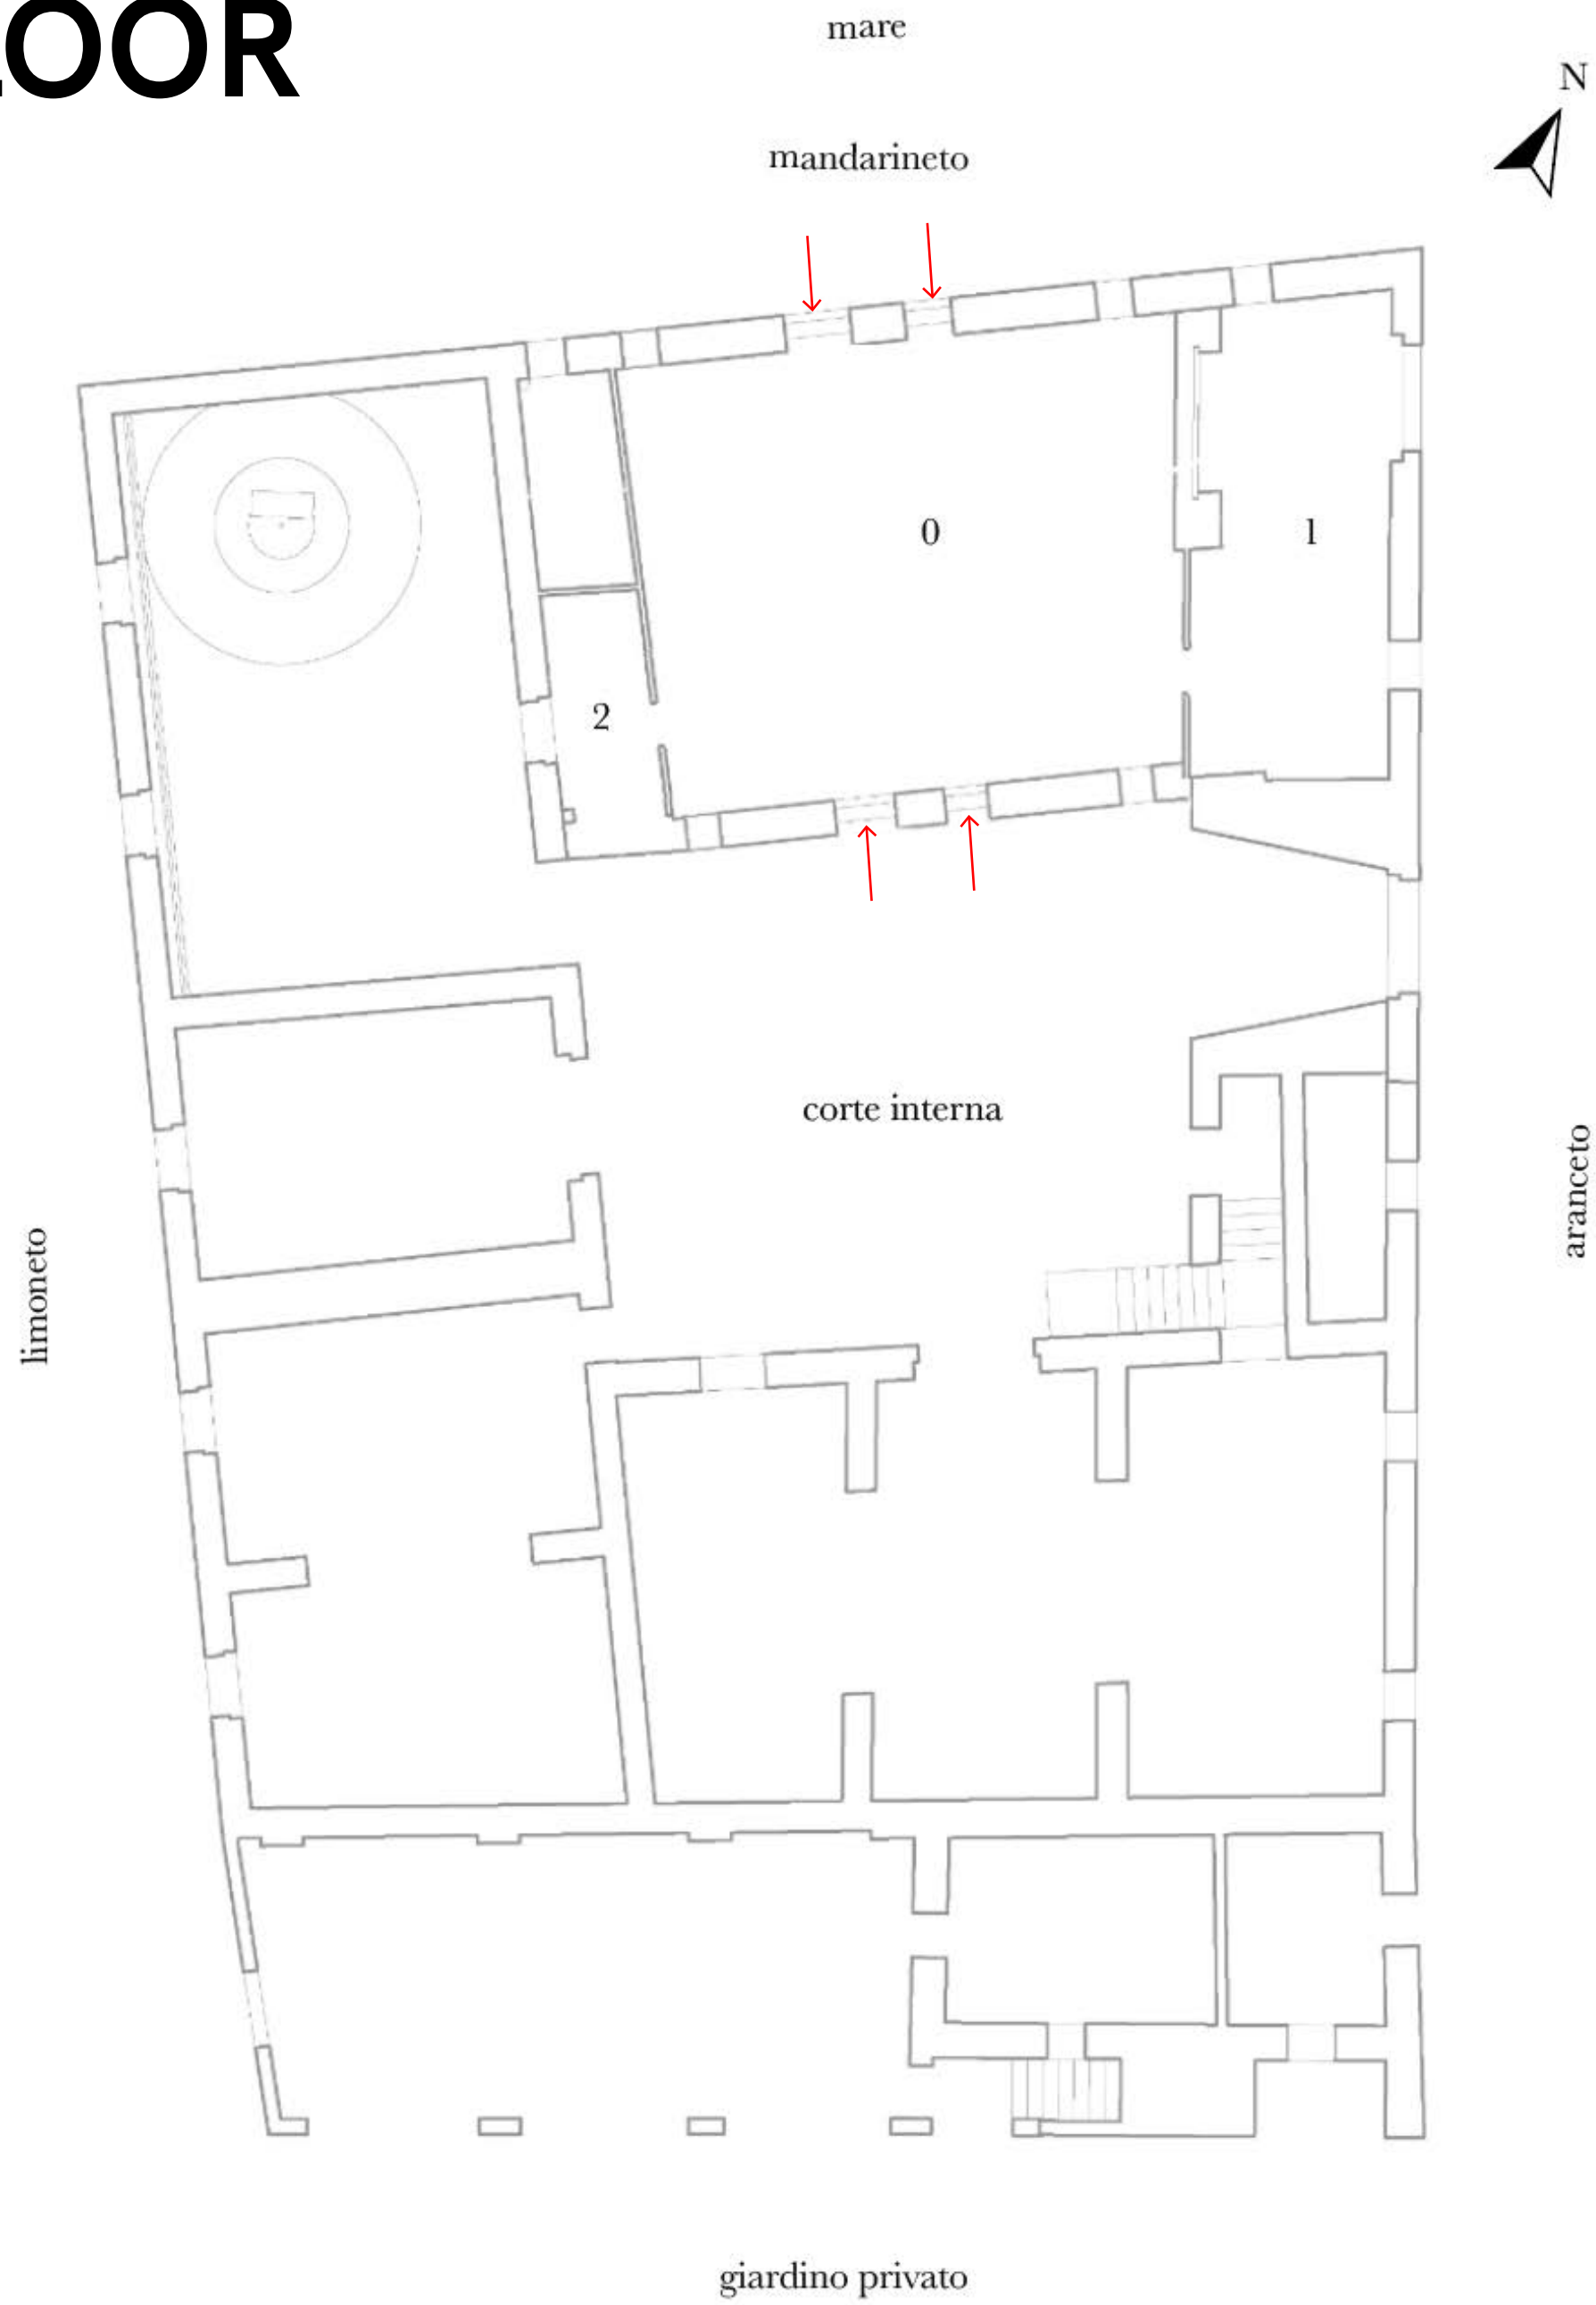 OOR
mare
N
mandarineto
0
1
2
corte interna
aranceto
limoneto
giardino privato